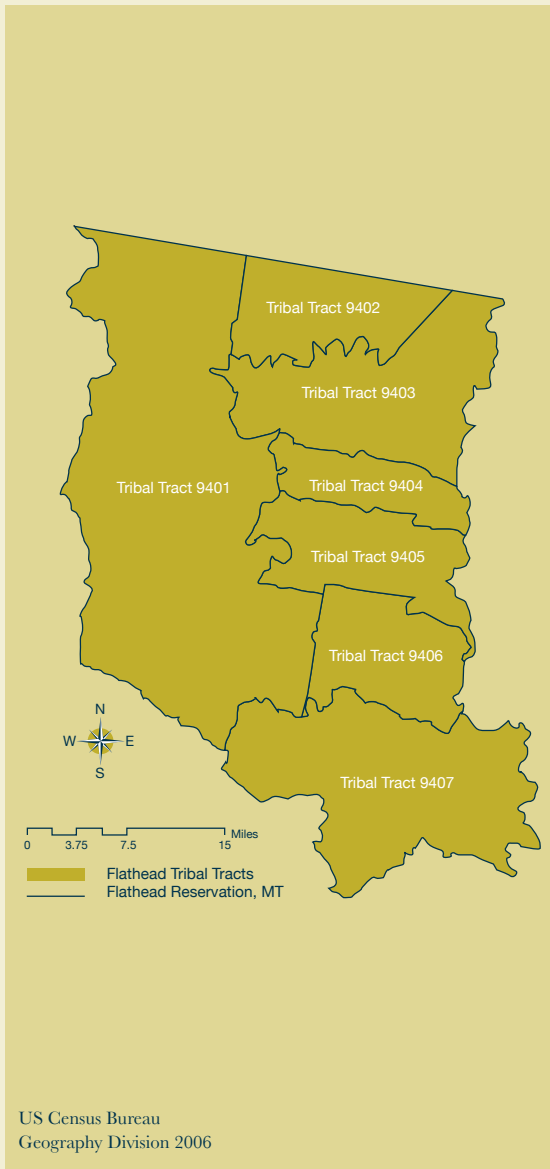 Tribal Tract 9402
Tribal Tract 9403
Tribal Tract 9401
Tribal Tract 9404
Tribal Tract 9405
Tribal Tract 9406
N
W E
S
Tribal Tract 9407
Miles
0 3.75 7.5 15
Flathead Tribal Tracts
Flathead Reservation, MT
US Census Bureau
Geography Division 2006